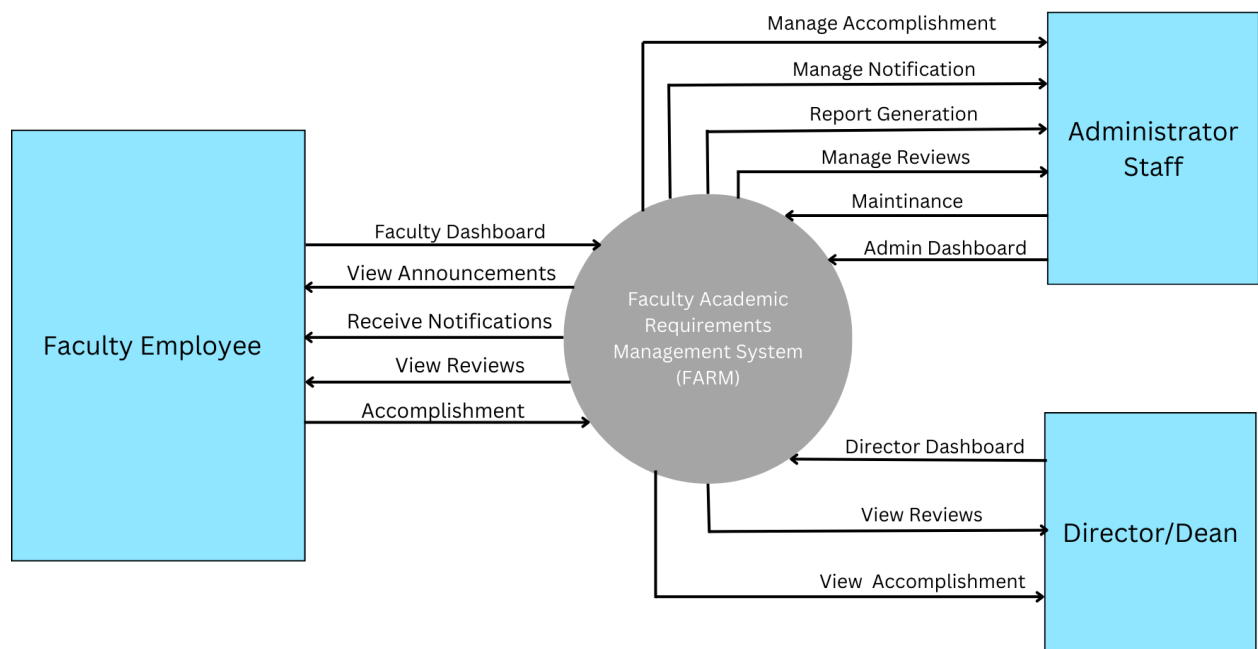 Manage Accomplishment
Manage Notification
Report Generation
Manage Reviews
Maintinance
Admin Dashboard
Administrator
Staff
Faculty Employee
Faculty Dashboard
View Announcements
Receive Notifications
View Reviews
Accomplishment
Faculty Academic
Requirements
Management System
(FARM)
Director Dashboard
View Reviews
View Accomplishment
Director/Dean